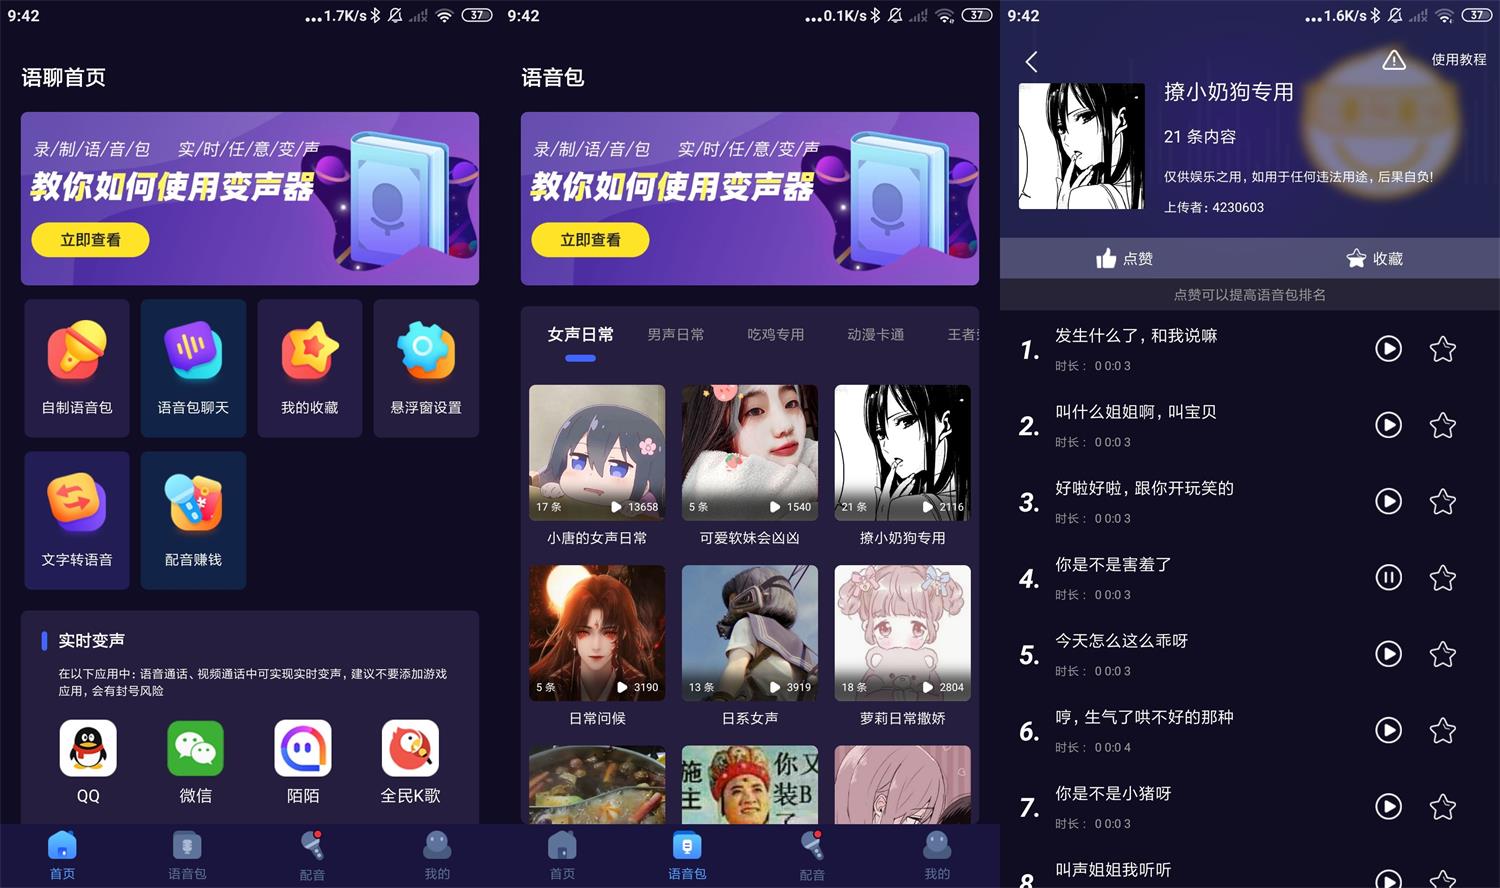 9:42
...1.7K/s
37
语聊首页
录/制/语/音/包 实/时/任/意/变/声
教你如何使用变声器
立即查看
自制语音包
语音包聊天
我的收藏
悬浮窗设置
文字转语音
配音赚钱
实时变声
在以下应用中：语音通话、视频通话中可实现实时变声，建议不要添加游戏
应用，会有封号风险
QQ
微信
陌陌
全民K歌
首页
语音包
配音
我的
9:42
...0.1K/s
37
语音包
录/制/语/音/包 实/时/任/意/变/声
教你如何使用变声器
立即查看
女声日常
男声日常
吃鸡专用
动漫卡通
王者
17 条
13658
5 条
1540
21 条
2116
小唐的女声日常
可爱软妹会凶凶
撩小奶狗专用
5 条
3190
13 条
3919
18 条
2804
日常问候
日系女声
萝莉日常撒娇
施主
你又装B了
首页
语音包
配音
我的
9:42
...1.6K/s
37
使用教程
撩小奶狗专用
21 条内容
仅供娱乐之用，如用于任何违法用途，后果自负!
上传者: 4230603
点赞
收藏
点赞可以提高语音包排名
1.
发生什么了，和我说嘛
时长： 0 0:0 3
2.
叫什么姐姐啊，叫宝贝
时长： 0 0:0 3
3.
好啦好啦，跟你开玩笑的
时长： 0 0:0 3
4.
你是不是害羞了
时长： 0 0:0 3
5.
今天怎么这么乖呀
时长： 0 0:0 3
6.
哼，生气了哄不好的那种
时长： 0 0:0 4
7.
你是不是小猪呀
时长： 0 0:0 3
8
叫声姐姐我听听